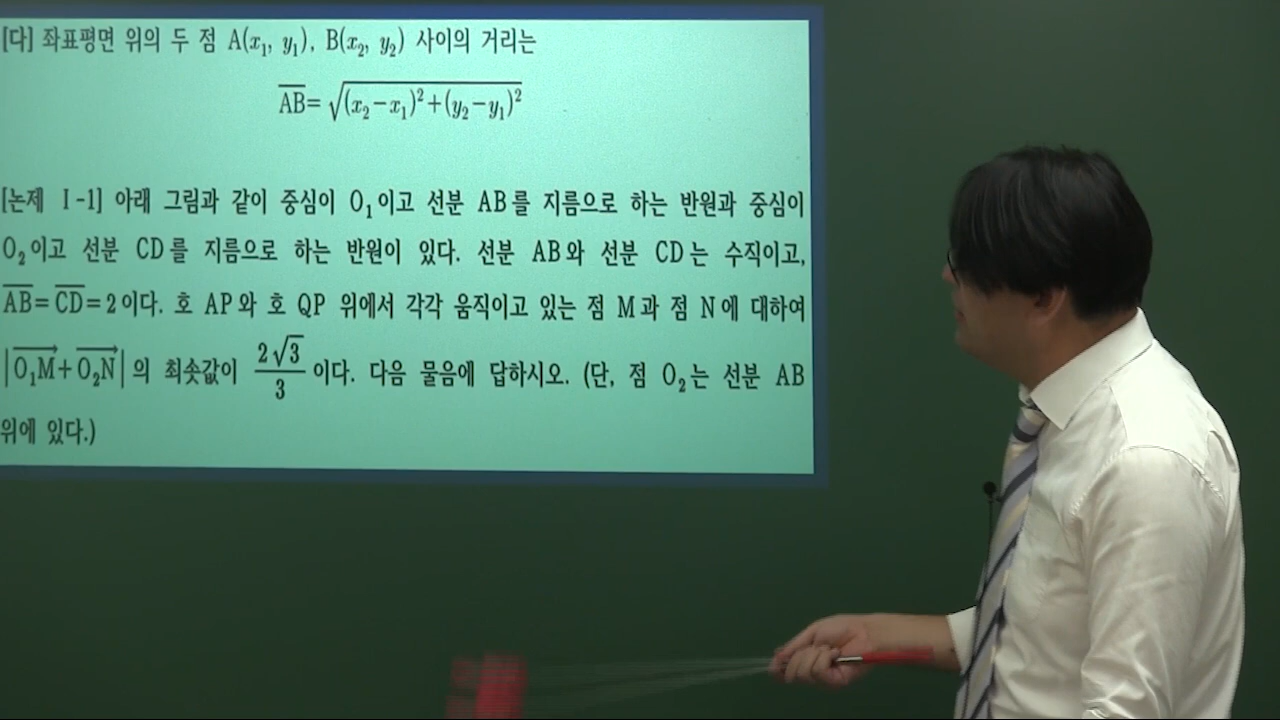 [다] 좌표평면 위의 두 점 A(x₁, y₁), B(x₂, y₂) 사이의 거리는
AB̅= √(x₂−x₁)²+(y₂−y₁)²
[논제 Ⅰ-1] 아래 그림과 같이 중심이 O₁이고 선분 AB를 지름으로 하는 반원과 중심이
O₂이고 선분 CD를 지름으로 하는 반원이 있다. 선분 AB와 선분 CD는 수직이고,
AB̅=CD̅=2이다. 호 AP와 호 QP 위에서 각각 움직이고 있는 점 M과 점 N에 대하여
|O₁M⃗+O₂N⃗|의 최솟값이 2√3/3 이다. 다음 물음에 답하시오. (단, 점 O₂는 선분 AB
위에 있다.)